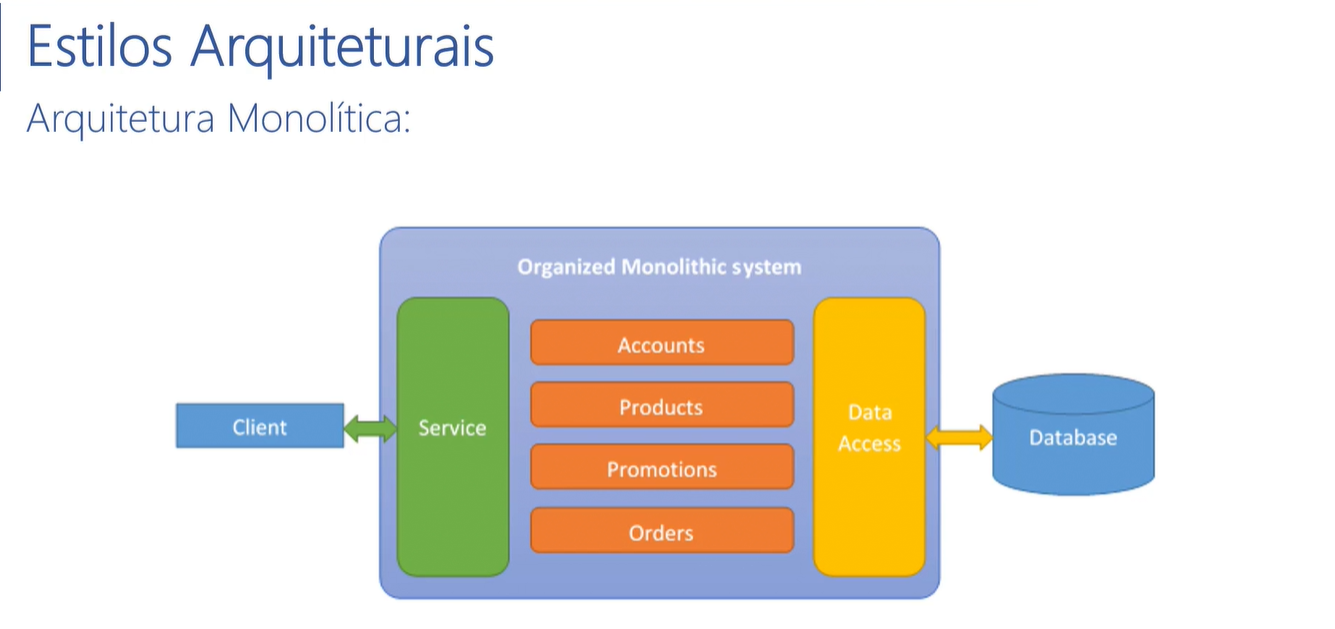 Estilos Arquiteturais
Arquitetura Monolítica:
Organized Monolithic system
Client
Service
Accounts
Products
Promotions
Orders
Data
Access
Database